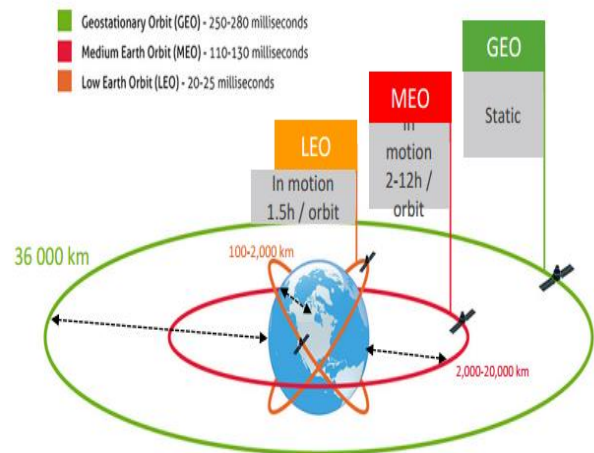 Geostationary Orbit (GEO) - 250-280 milliseconds
Medium Earth Orbit (MEO) - 110-130 milliseconds
Low Earth Orbit (LEO) - 20-25 milliseconds
GEO
Static
MEO
In
motion
2-12h /
orbit
LEO
In motion
1.5h / orbit
36 000 km
100-2,000 km
2,000-20,000 km